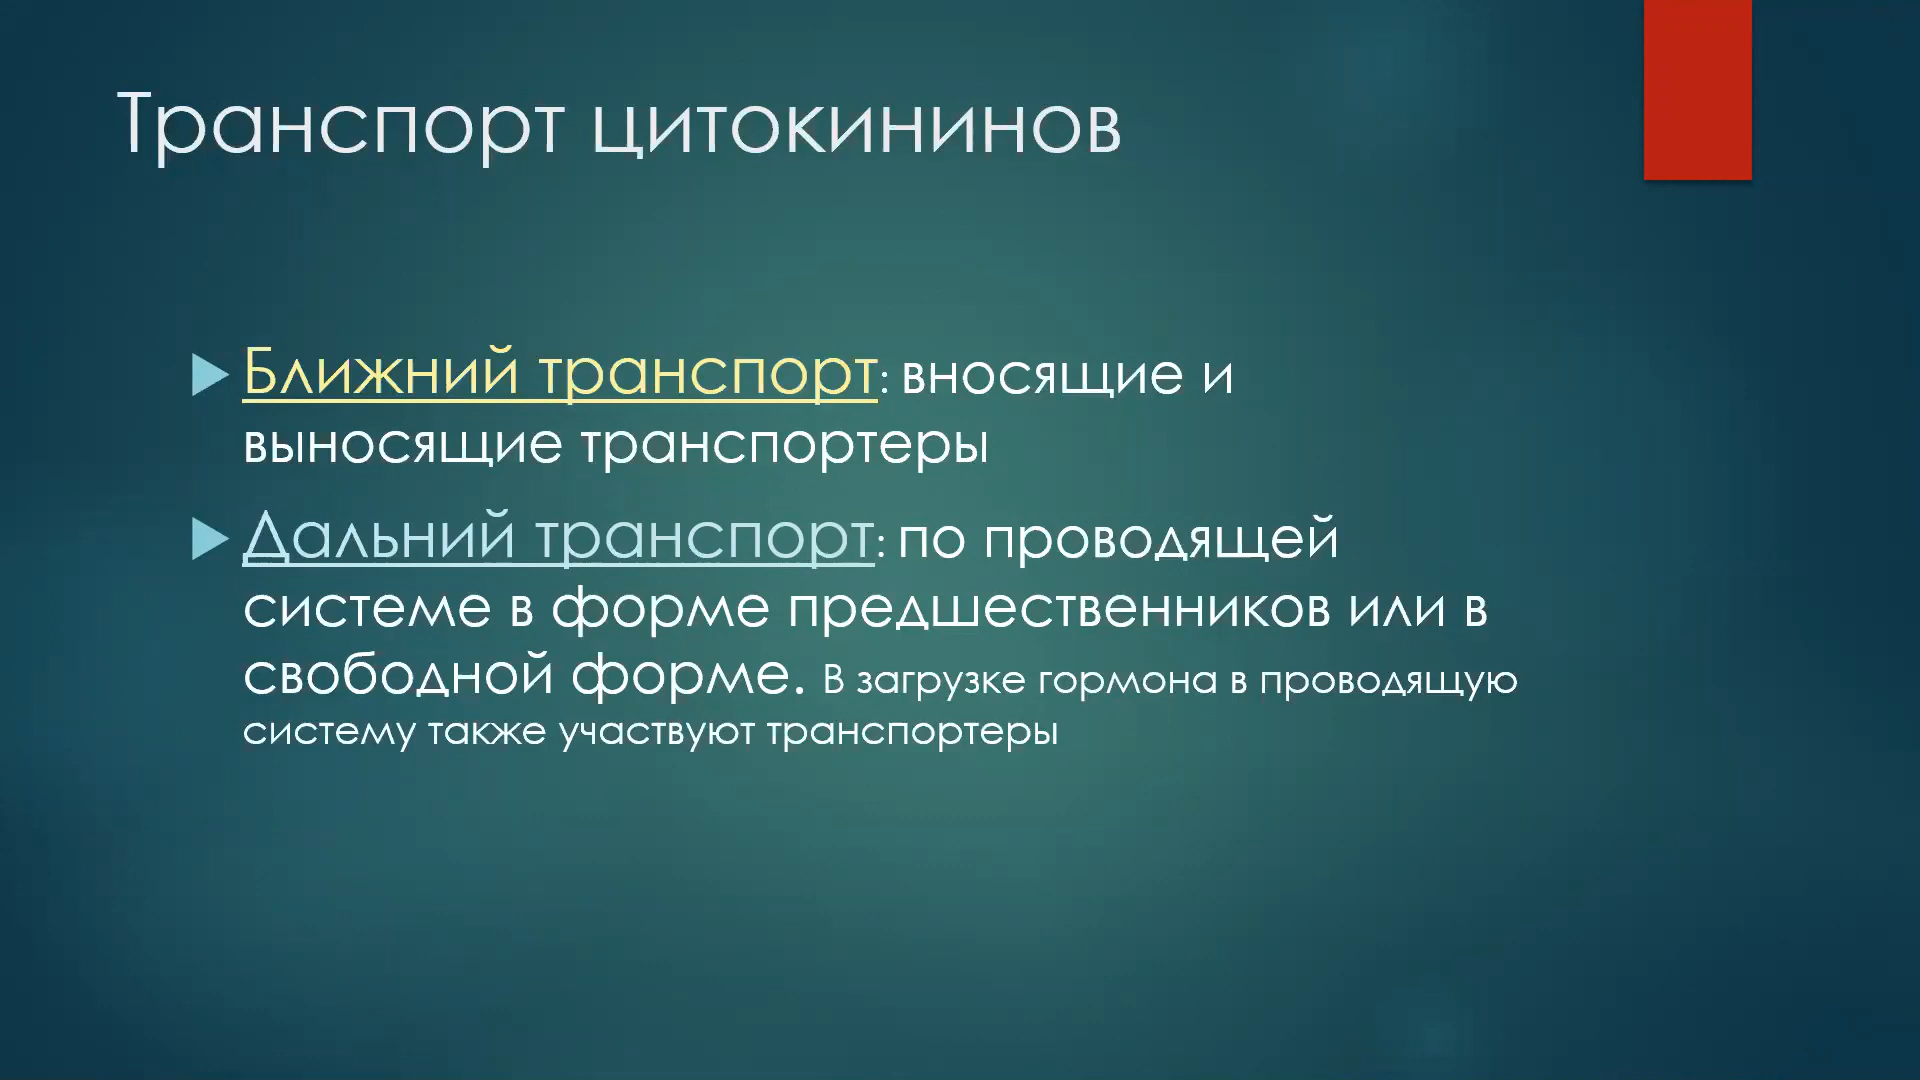 Транспорт цитокининов
Ближний транспорт: вносящие и
выносящие транспортеры
Дальний транспорт: по проводящей
системе в форме предшественников или в
свободной форме. В загрузке гормона в проводящую
систему также участвуют транспортеры